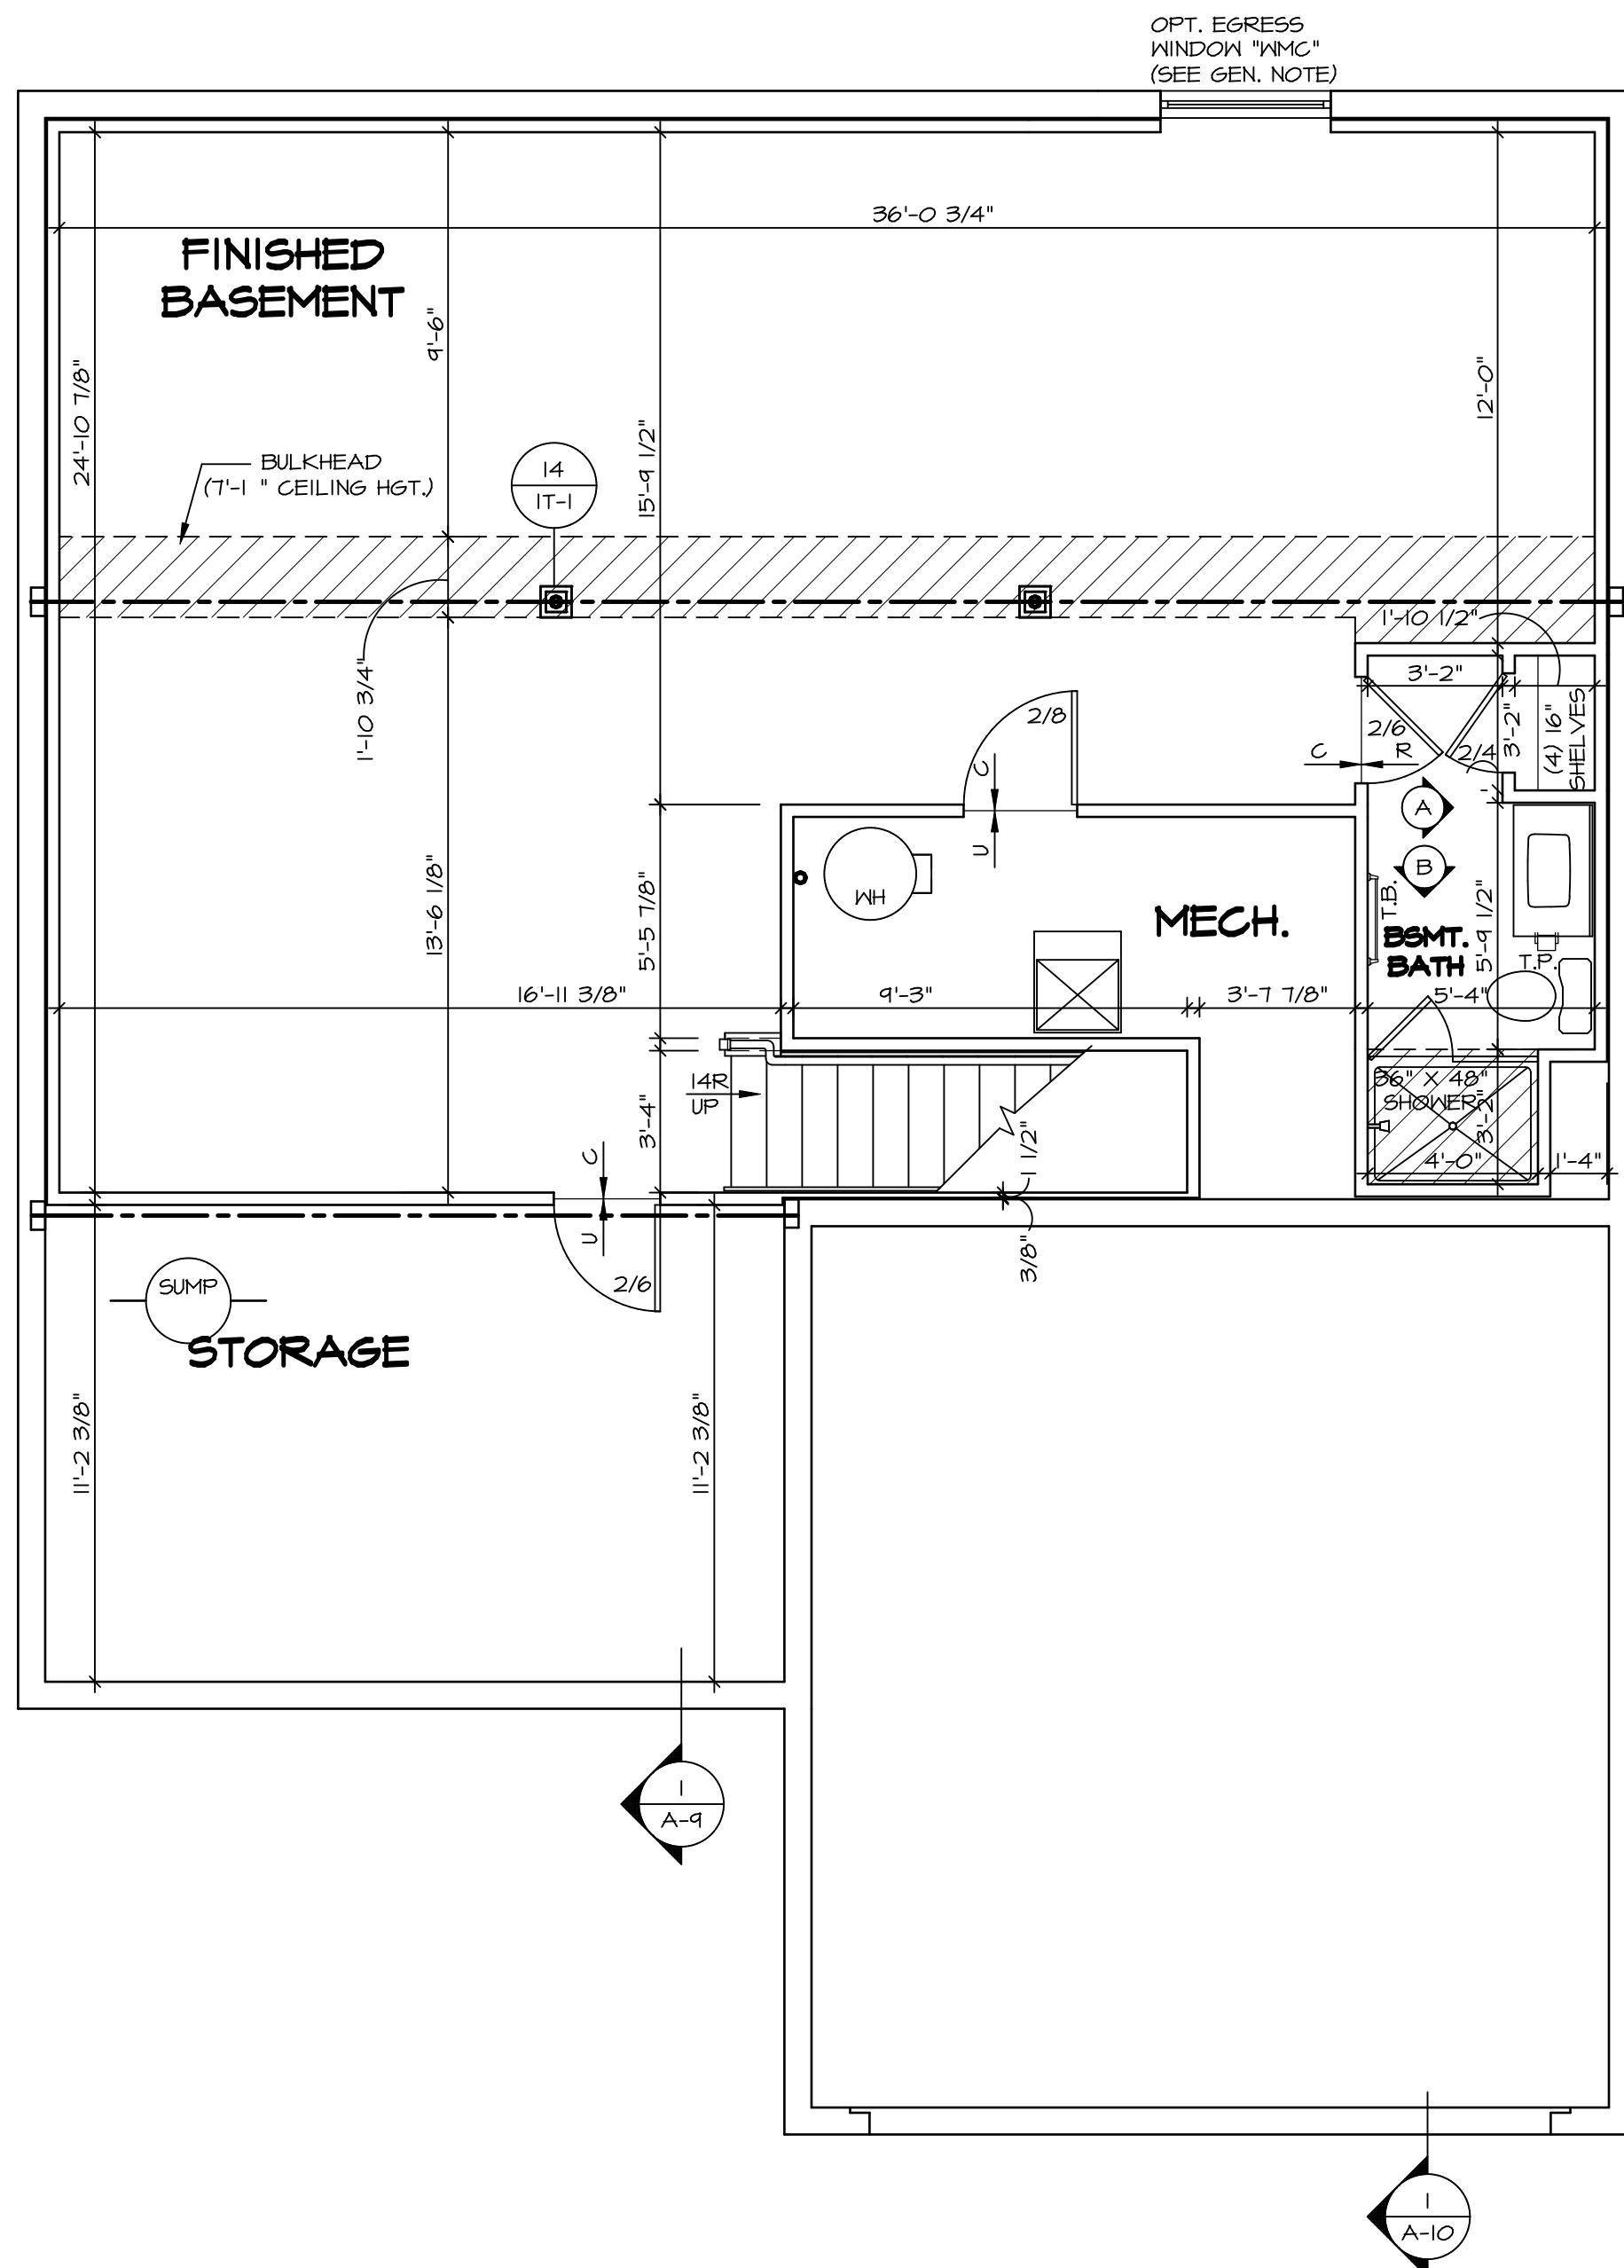 OPT. EGRESS
WINDOW "WMC"
(SEE GEN. NOTE)
36'-0 3/4"
FINISHED
BASEMENT
9'-6"
24'-10 7/8"
12'-0"
15'-9 1/2"
BULKHEAD
(7'-1 " CEILING HGT.)
14
1T-1
1'-10 1/2"
1'-10 3/4"
3'-2"
2/8
2/6
2/4
3'-2"
(4) 16"
SHELVES
C
R
C
U
A
B
WH
MECH.
T.B.
BSMT.
BATH
5'-9 1/2"
T.P.
13'-6 1/8"
5'-5 7/8"
16'-11 3/8"
9'-3"
3'-7 7/8"
5'-4"
14R
UP
3'-4"
36" X 48"
SHOWER
3'-2"
4'-0"
1'-4"
1 1/2"
3/8"
C
U
2/6
SUMP
STORAGE
11'-2 3/8"
11'-2 3/8"
1
A-9
1
A-10